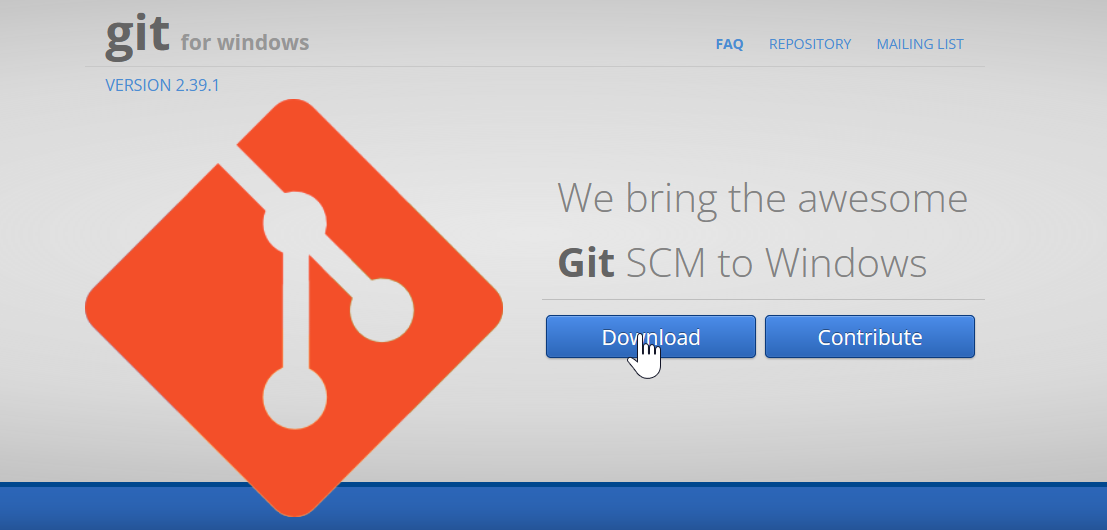 git for windows
FAQ REPOSITORY MAILING LIST
VERSION 2.39.1
We bring the awesome
Git SCM to Windows
Download Contribute